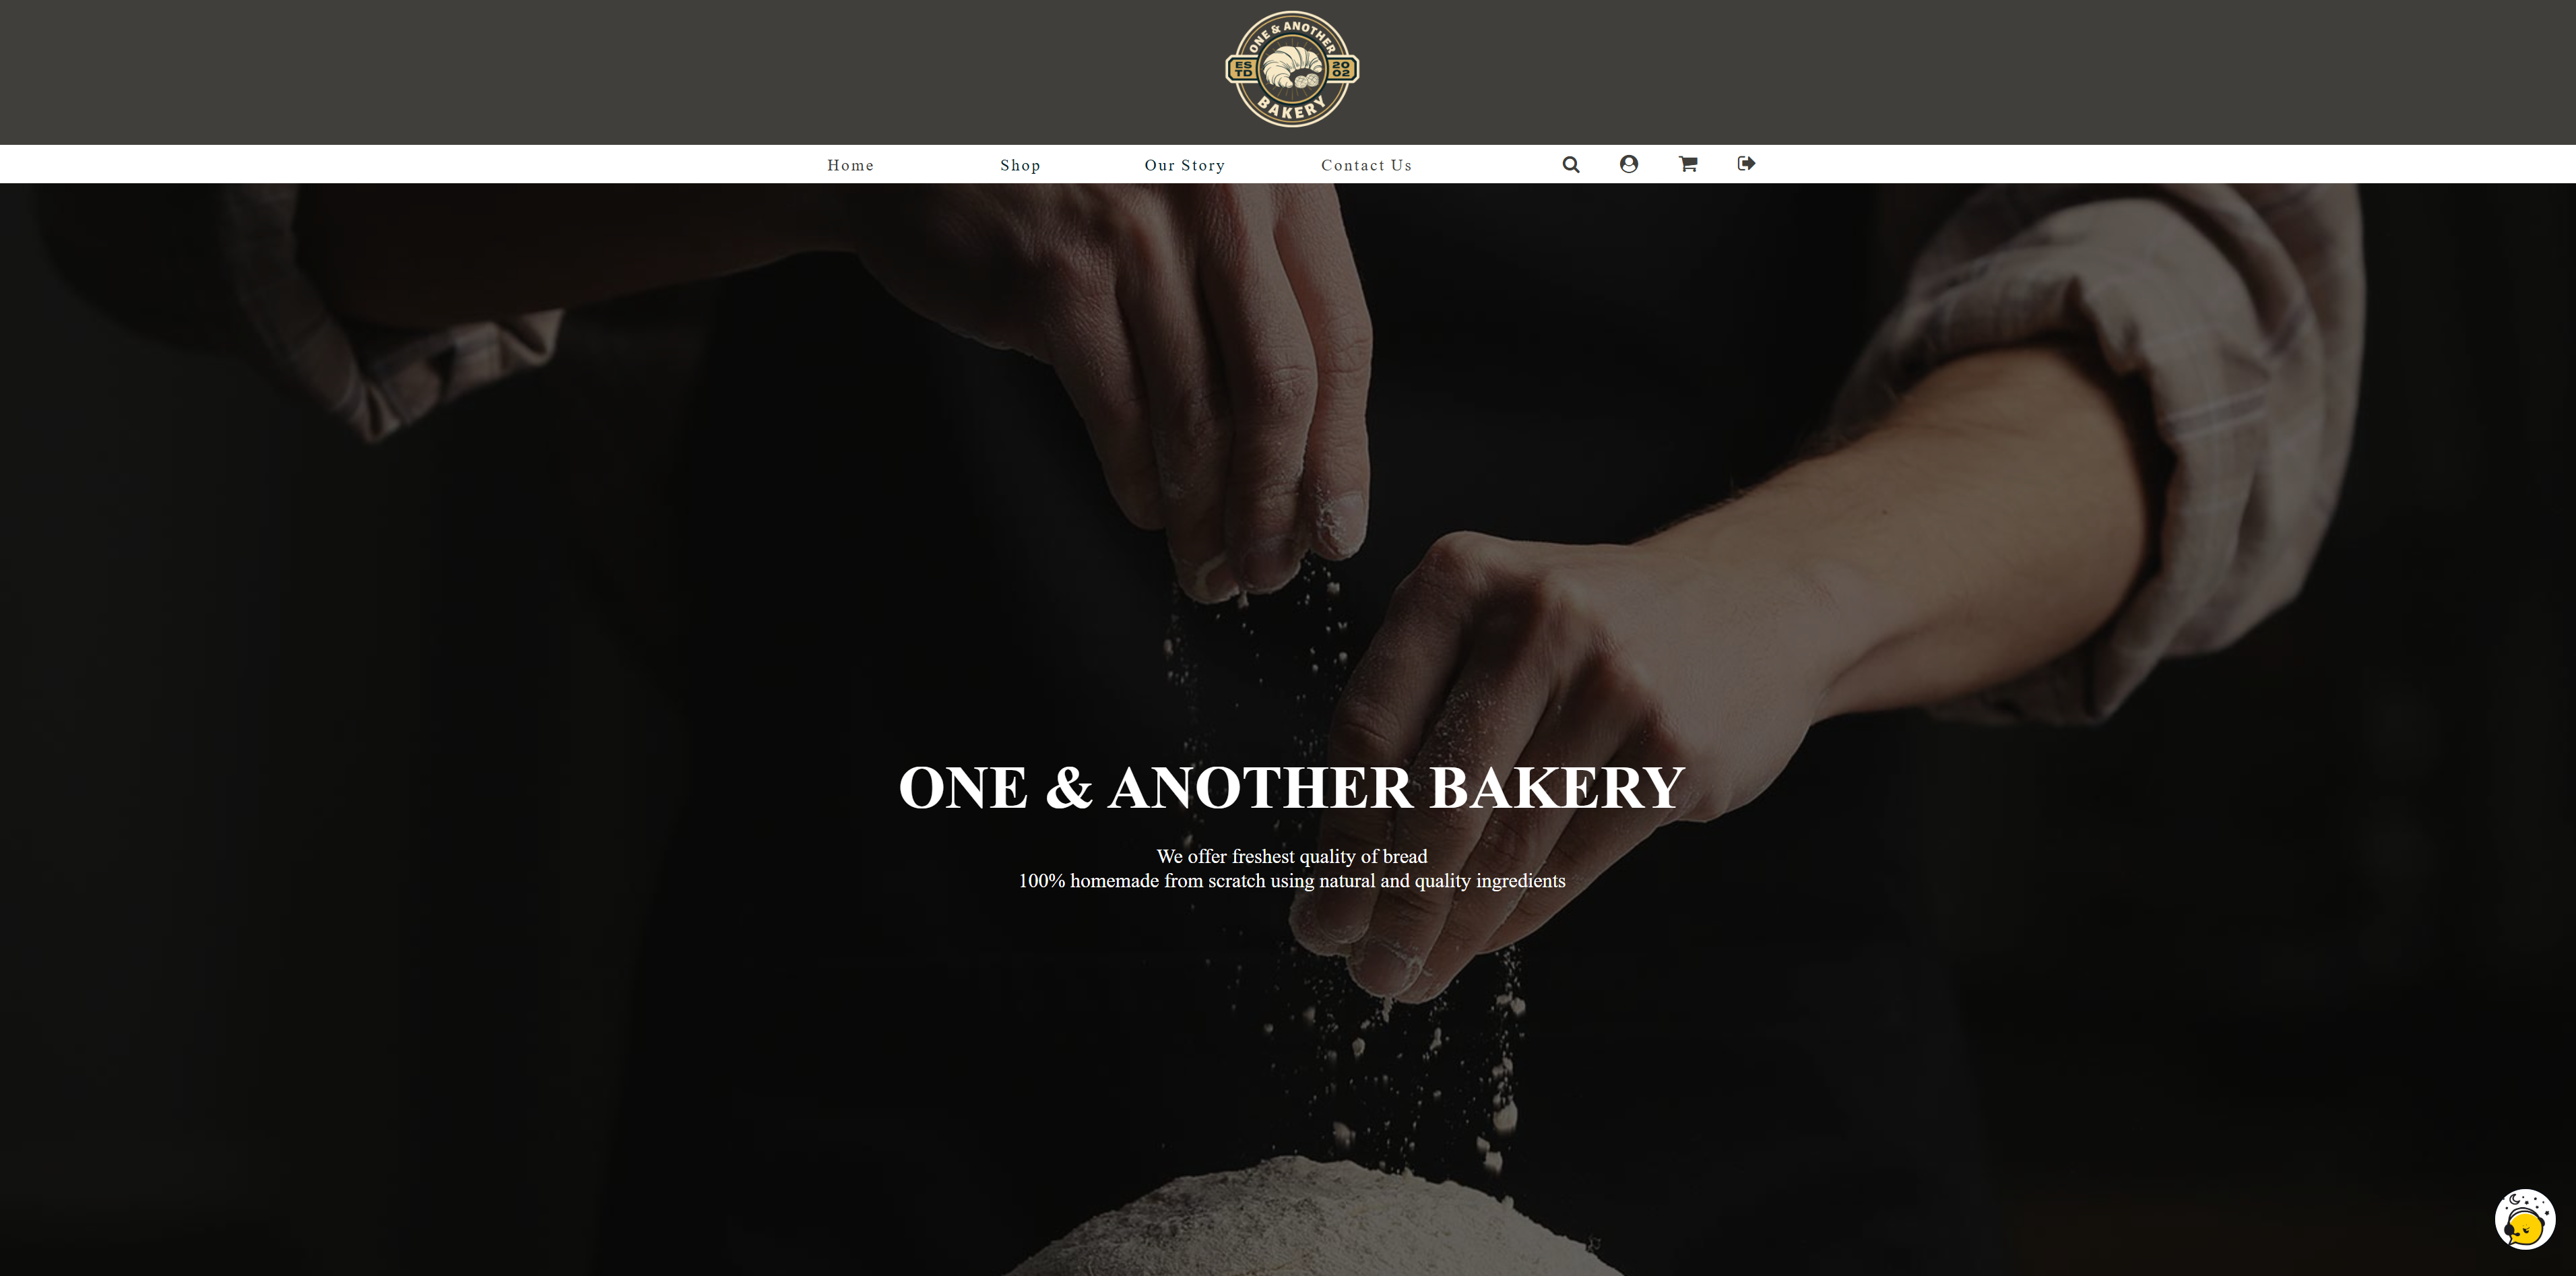 ONE & ANOTHER
ES
TD
20
02
BAKERY
Home Shop Our Story Contact Us
ONE & ANOTHER BAKERY
We offer freshest quality of bread
100% homemade from scratch using natural and quality ingredients